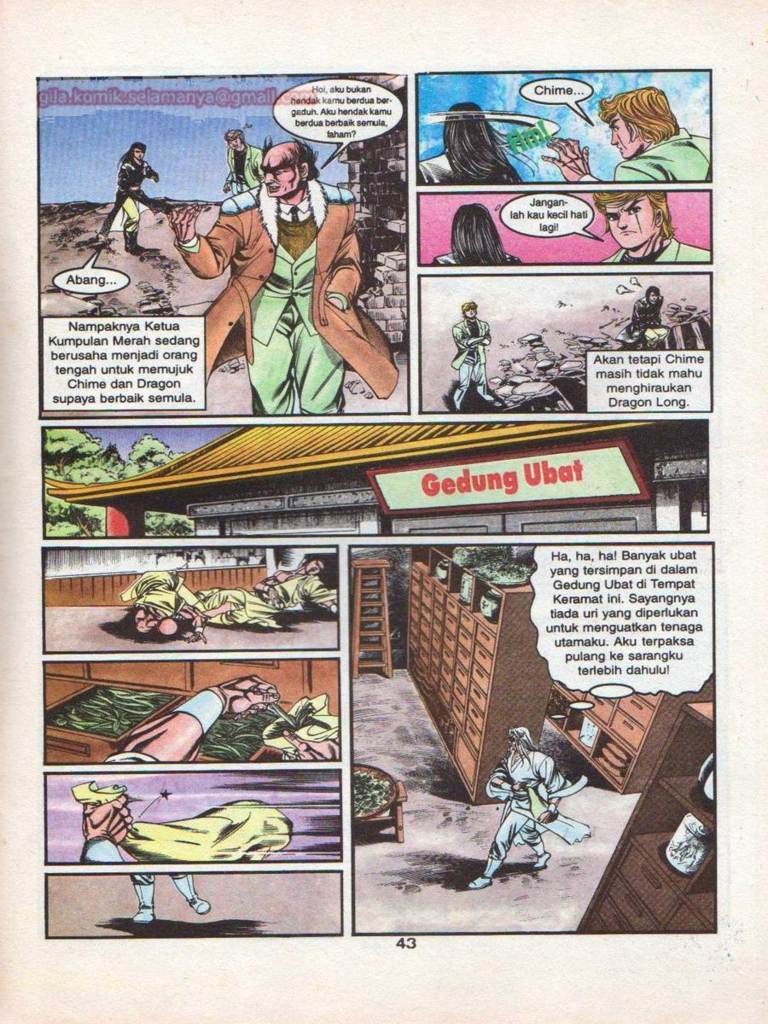 gila.komik.selamanya@gmail.com
Hoi, aku bukan
hendak kamu berdua ber-
gaduh. Aku hendak kamu
berdua berbaik semula,
faham?
Abang...
Nampaknya Ketua
Kumpulan Merah sedang
berusaha menjadi orang
tengah untuk memujuk
Chime dan Dragon
supaya berbaik semula.
Chime...
Jangan-
lah kau kecil hati
lagi!
Akan tetapi Chime
masih tidak mahu
menghiraukan
Dragon Long.
Gedung Ubat
Ha, ha, ha! Banyak ubat
yang tersimpan di dalam
Gedung Ubat di Tempat
Keramat ini. Sayangnya
tiada uri yang diperlukan
untuk menguatkan tenaga
utamaku. Aku terpaksa
pulang ke sarangku
terlebih dahulu!
43